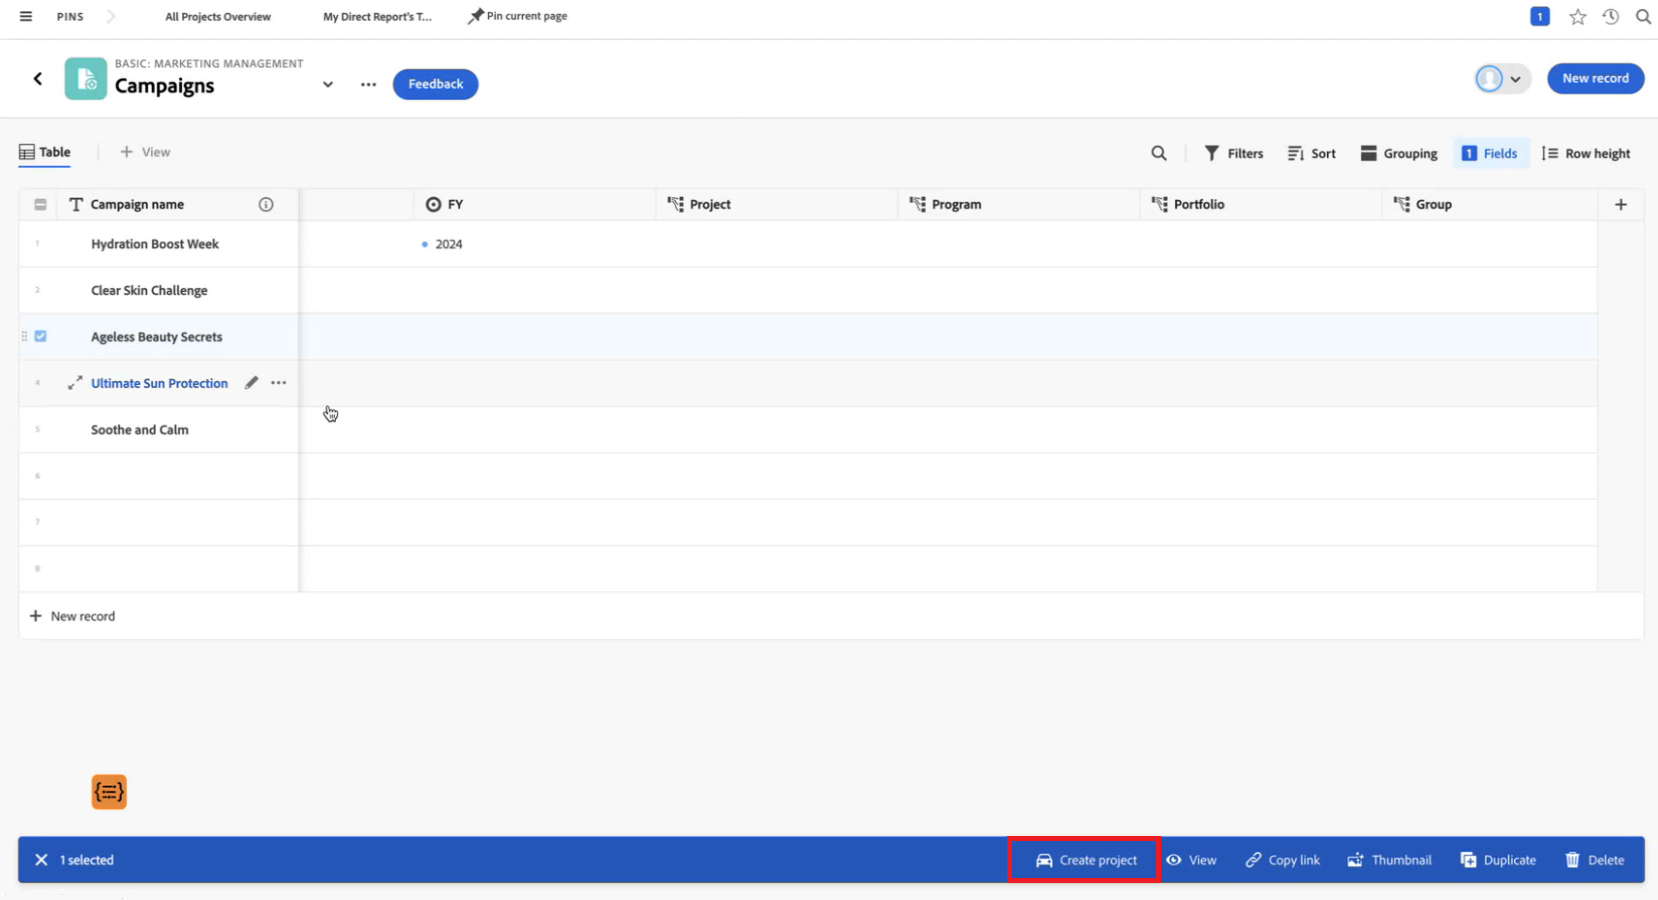 PINS All Projects Overview My Direct Report's T... Pin current page 1
BASIC: MARKETING MANAGEMENT
Campaigns Feedback New record
Table View Filters Sort Grouping 1 Fields Row height
Campaign name FY Project Program Portfolio Group
1 Hydration Boost Week 2024
2 Clear Skin Challenge
Ageless Beauty Secrets
4 Ultimate Sun Protection
5 Soothe and Calm
6
7
8
+ New record
1 selected Create project View Copy link Thumbnail Duplicate Delete